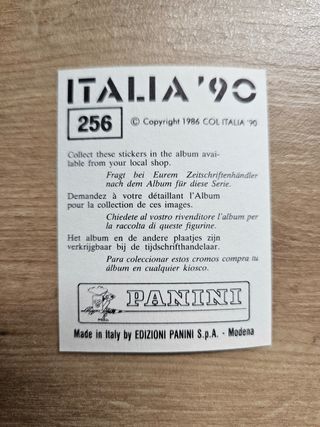 ITALIA '90
256
© Copyright 1986 COL ITALIA '90
Collect these stickers in the album avai-
lable from your local shop.
Fragt bei Eurem Zeitschriftenhändler
nach dem Album für diese Serie.
Demandez à votre détaillant l'Album
pour la collection de ces images.
Chiedete al vostro rivenditore l'album per
la raccolta di queste figurine.
Het album en de andere plaatjes zijn
verkrijgbaar bij de tijdschrifthandelaar.
Para coleccionar estos cromos compra tu
álbum en cualquier kiosco.
PANINI
Made in Italy by EDIZIONI PANINI S.p.A. - Modena